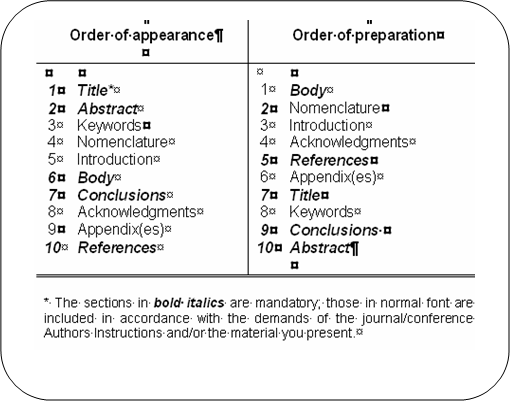 Order of appearance¶ Order of preparation¤
¤
¤ ¤ ¤ ¤
1¤ Title*¤ 1¤ Body¤
2¤ Abstract¤ 2¤ Nomenclature¤
3¤ Keywords¤ 3¤ Introduction¤
4¤ Nomenclature¤ 4¤ Acknowledgments¤
5¤ Introduction¤ 5¤ References¤
6¤ Body¤ 6¤ Appendix(es)¤
7¤ Conclusions¤ 7¤ Title¤
8¤ Acknowledgments¤ 8¤ Keywords¤
9¤ Appendix(es)¤ 9¤ Conclusions·¤
10¤ References¤ 10¤ Abstract¶
¤
* The sections in bold italics are mandatory; those in normal font are
included in accordance with the demands of the journal/conference
Authors Instructions and/or the material you present.¤